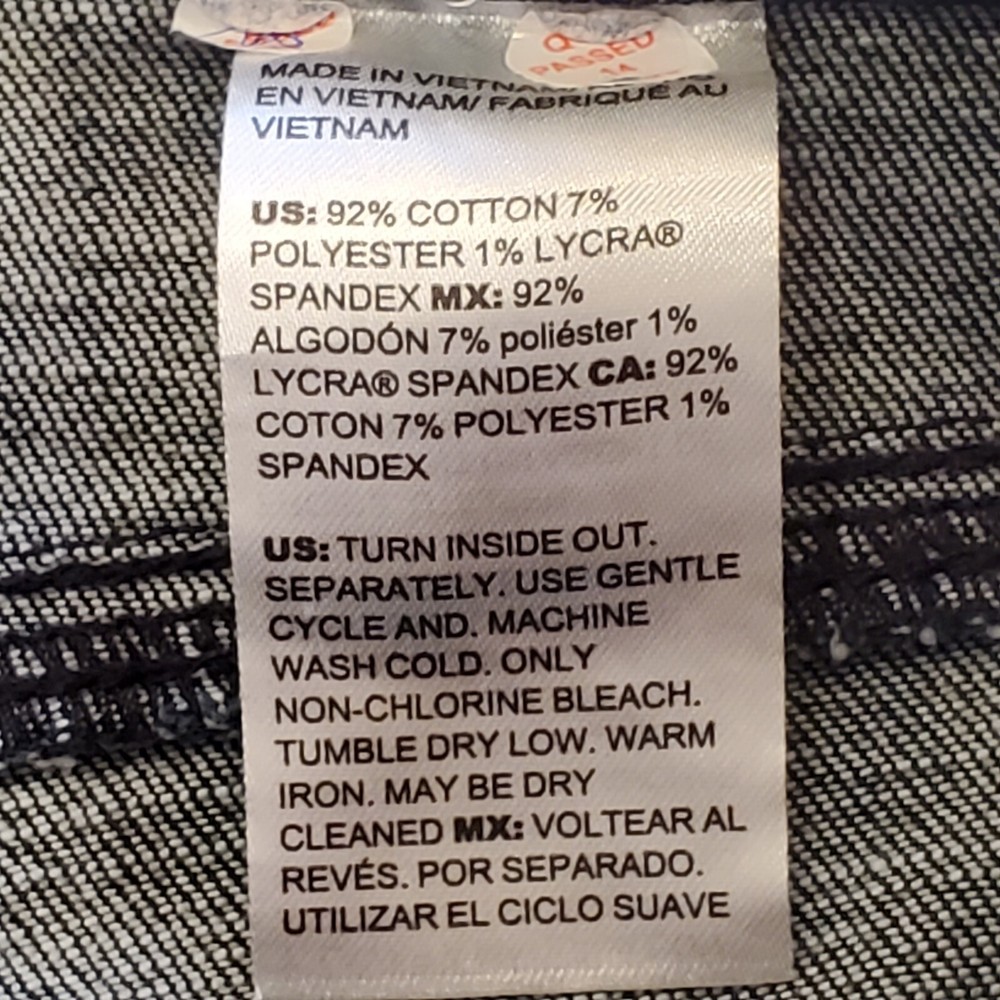 PASSED
14
MADE IN VIETNAM
EN VIETNAM/ FABRIQUÉ AU
VIETNAM
US: 92% COTTON 7%
POLYESTER 1% LYCRA®
SPANDEX MX: 92%
ALGODÓN 7% poliéster 1%
LYCRA® SPANDEX CA: 92%
COTON 7% POLYESTER 1%
SPANDEX
US: TURN INSIDE OUT.
SEPARATELY. USE GENTLE
CYCLE AND. MACHINE
WASH COLD. ONLY
NON-CHLORINE BLEACH.
TUMBLE DRY LOW. WARM
IRON. MAY BE DRY
CLEANED MX: VOLTEAR AL
REVÉS. POR SEPARADO.
UTILIZAR EL CICLO SUAVE